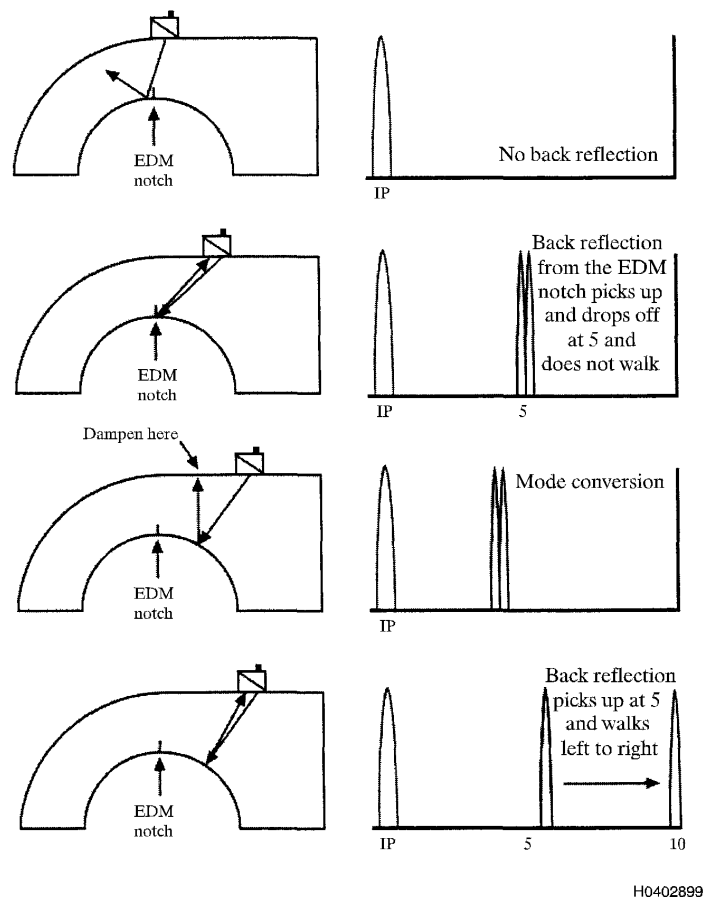 EDM
notch
No back reflection
IP
EDM
notch
Back reflection
from the EDM
notch picks up
and drops off
at 5 and
does not walk
IP
5
Dampen here
EDM
notch
Mode conversion
IP
EDM
notch
Back reflection
picks up at 5
and walks
left to right
IP
5
10
H0402899